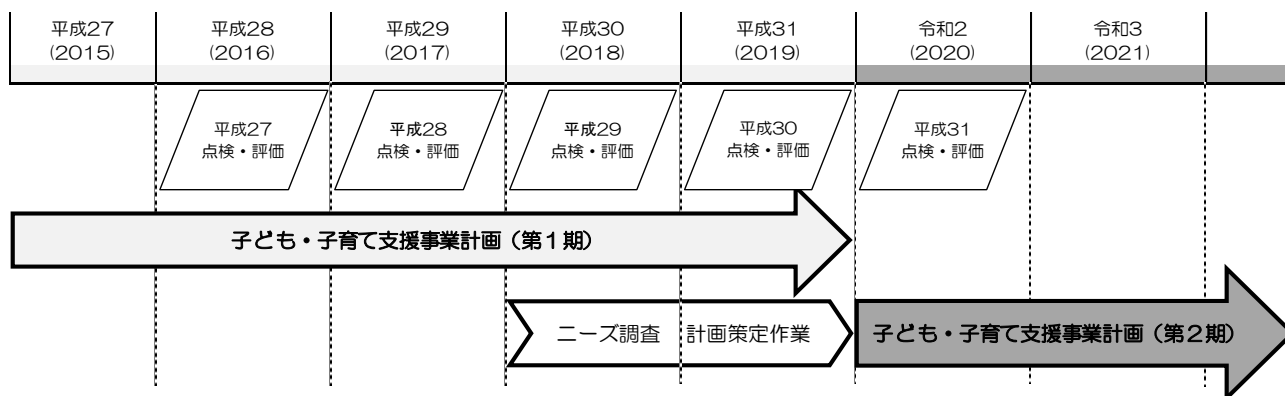 平成27
(2015)
平成28
(2016)
平成29
(2017)
平成30
(2018)
平成31
(2019)
令和2
(2020)
令和3
(2021)
平成27
点検・評価
平成28
点検・評価
平成29
点検・評価
平成30
点検・評価
平成31
点検・評価
子ども・子育て支援事業計画（第１期）
ニーズ調査
計画策定作業
子ども・子育て支援事業計画（第２期）